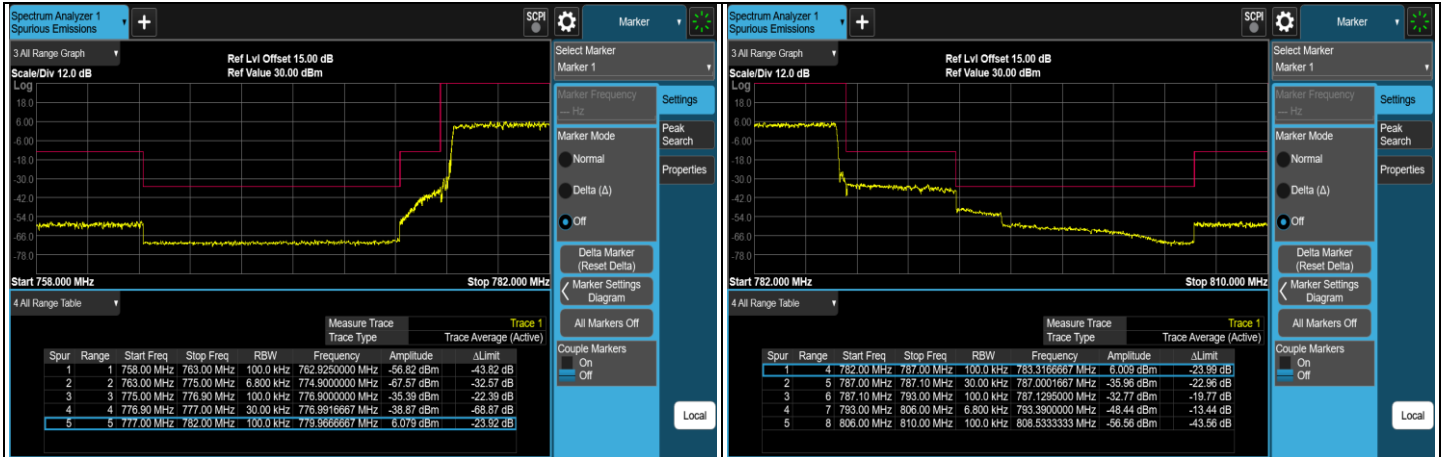 Spectrum Analyzer 1
Spurious Emissions
+
SCPI
Marker
3 All Range Graph
Ref Lvl Offset 15.00 dB
Scale/Div 12.0 dB
Ref Value 30.00 dBm
Log
18.0
6.00
-6.00
-18.0
-30.0
-42.0
-54.0
-66.0
-78.0
Start 758.000 MHz
Stop 782.000 MHz
4 All Range Table
Measure Trace Trace 1
Trace Type Trace Average (Active)
Spur Range Start Freq Stop Freq RBW Frequency Amplitude ΔLimit
1 1 758.00 MHz 763.00 MHz 100.0 kHz 762.9250000 MHz -56.82 dBm -43.82 dB
2 2 763.00 MHz 775.00 MHz 6.800 kHz 774.9000000 MHz -67.57 dBm -32.57 dB
3 3 775.00 MHz 776.90 MHz 100.0 kHz 776.9000000 MHz -35.39 dBm -22.39 dB
4 4 776.90 MHz 777.00 MHz 30.00 kHz 776.9916667 MHz -38.87 dBm -68.87 dB
5 5 777.00 MHz 782.00 MHz 100.0 kHz 779.9666667 MHz 6.079 dBm -23.92 dB
Select Marker
Marker 1
Marker Frequency
--- Hz
Marker Mode
Normal
Delta (Δ)
Off
Delta Marker
(Reset Delta)
Marker Settings
Diagram
All Markers Off
Couple Markers
On
Off
Settings
Peak
Search
Properties
Local
Spectrum Analyzer 1
Spurious Emissions
+
SCPI
Marker
3 All Range Graph
Ref Lvl Offset 15.00 dB
Scale/Div 12.0 dB
Ref Value 30.00 dBm
Log
18.0
6.00
-6.00
-18.0
-30.0
-42.0
-54.0
-66.0
-78.0
Start 782.000 MHz
Stop 810.000 MHz
4 All Range Table
Measure Trace Trace 1
Trace Type Trace Average (Active)
Spur Range Start Freq Stop Freq RBW Frequency Amplitude ΔLimit
1 4 782.00 MHz 787.00 MHz 100.0 kHz 783.3166667 MHz 6.009 dBm -23.99 dB
2 5 787.00 MHz 787.10 MHz 30.00 kHz 787.0001667 MHz -35.96 dBm -22.96 dB
3 6 787.10 MHz 793.00 MHz 100.0 kHz 787.1295000 MHz -32.77 dBm -19.77 dB
4 7 793.00 MHz 806.00 MHz 6.800 kHz 793.3900000 MHz -48.44 dBm -13.44 dB
5 8 806.00 MHz 810.00 MHz 100.0 kHz 808.5333333 MHz -56.56 dBm -43.56 dB
Select Marker
Marker 1
Marker Frequency
--- Hz
Marker Mode
Normal
Delta (Δ)
Off
Delta Marker
(Reset Delta)
Marker Settings
Diagram
All Markers Off
Couple Markers
On
Off
Settings
Peak
Search
Properties
Local